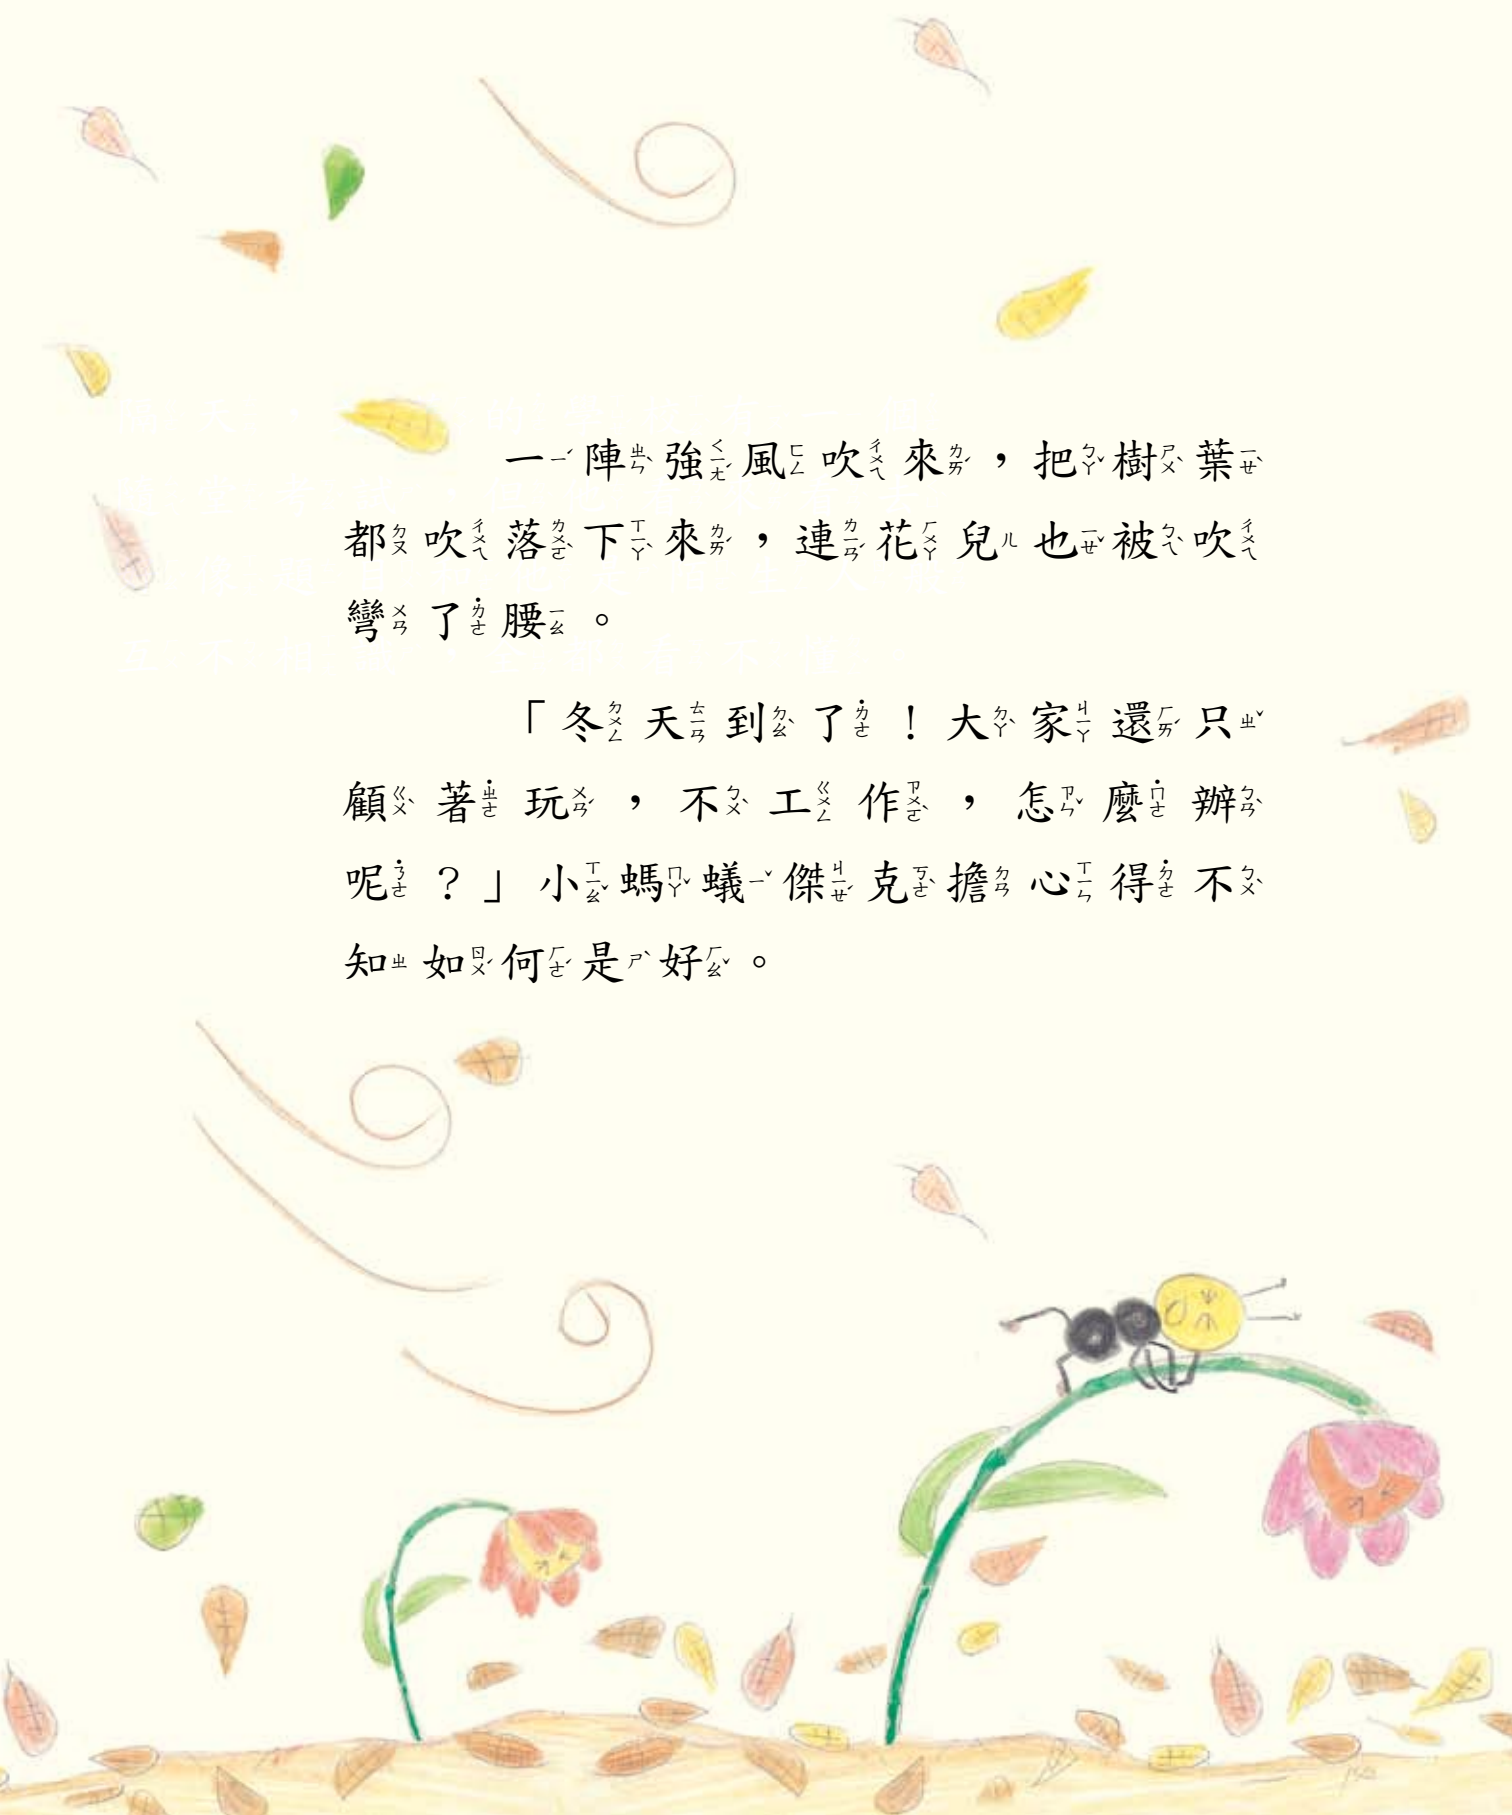 一陣強風吹來，把樹葉
都吹落下來，連花兒也被吹
彎了腰。
「冬天到了！大家還只
顧著玩，不工作，怎麼辦
呢？」小螞蟻傑克擔心得不
知如何是好。